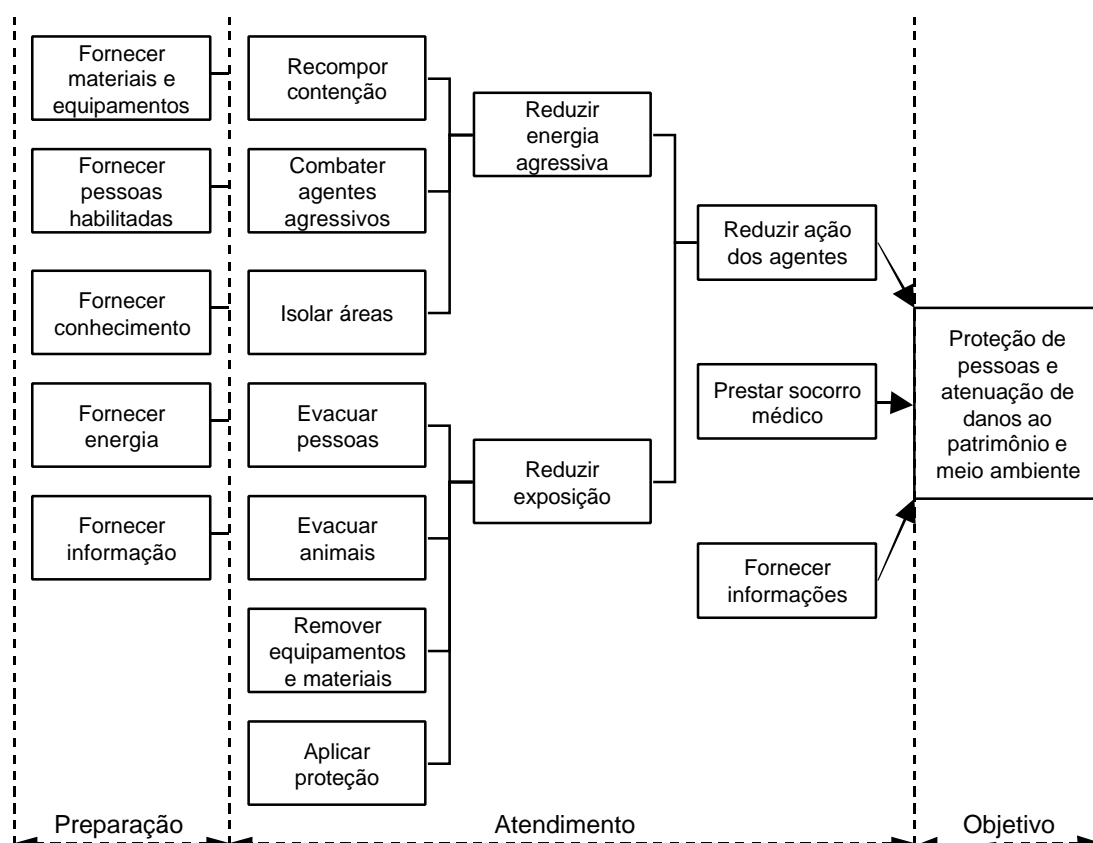 Fornecer
materiais e
equipamentos
Fornecer
pessoas
habilitadas
Fornecer
conhecimento
Fornecer
energia
Fornecer
informação
Recompor
contenção
Combater
agentes
agressivos
Isolar áreas
Evacuar
pessoas
Evacuar
animais
Remover
equipamentos
e materiais
Aplicar
proteção
Reduzir
energia
agressiva
Reduzir
exposição
Reduzir ação
dos agentes
Prestar socorro
médico
Fornecer
informações
Proteção de
pessoas e
atenuação de
danos ao
patrimônio e
meio ambiente
Preparação
Atendimento
Objetivo